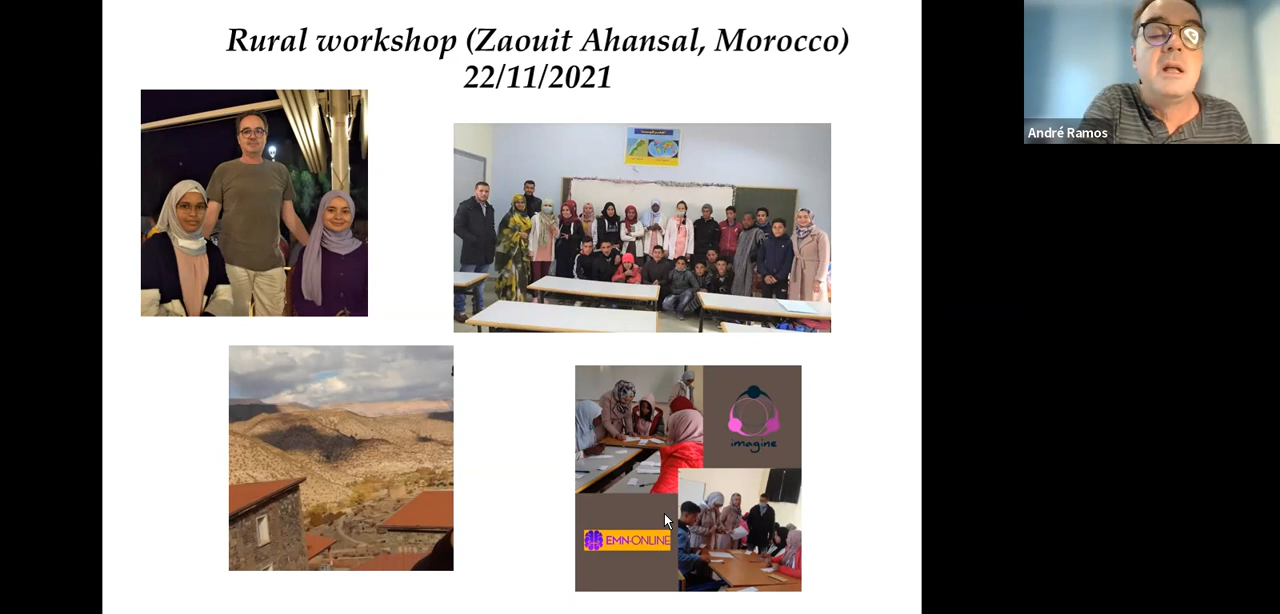 Rural workshop (Zaouit Ahansal, Morocco)
22/11/2021
André Ramos
imagine
EMN-ONLINE